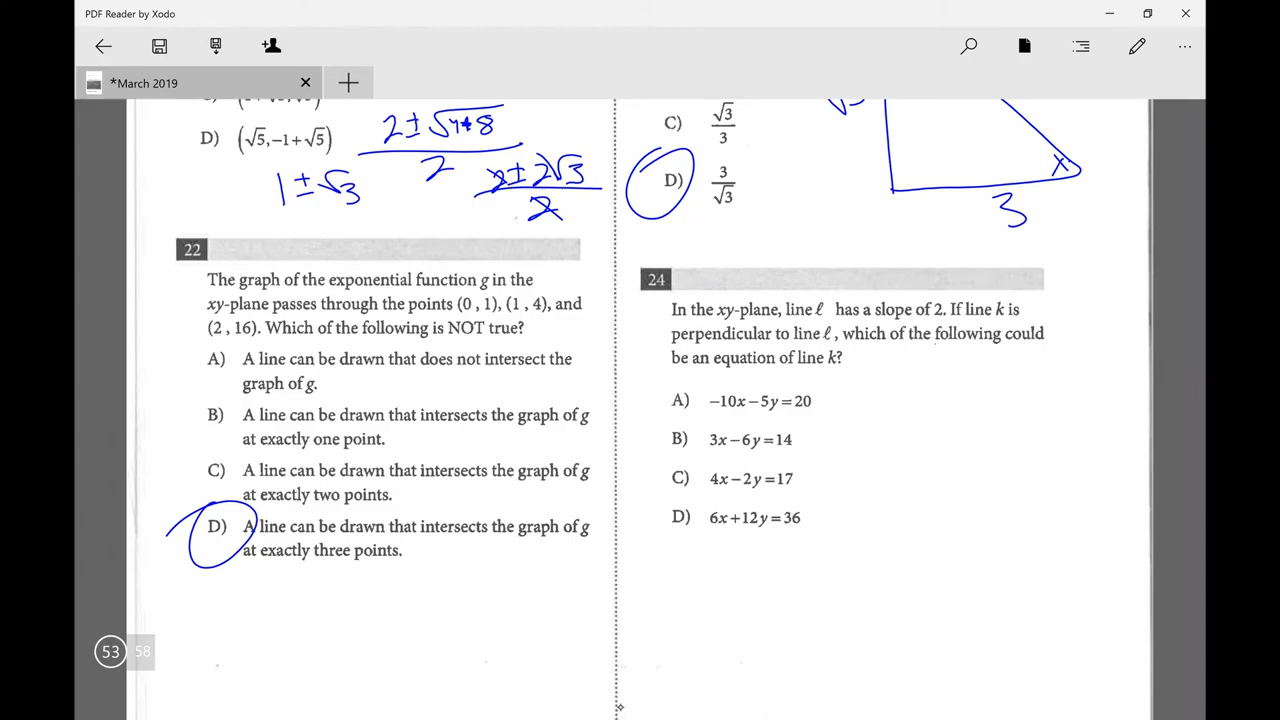 PDF Reader by Xodo
*March 2019
D) (√5, −1 + √5)
2 ± √4+8
2
2 ± 2√3
2
1 ± √3
22
The graph of the exponential function g in the
xy-plane passes through the points (0 , 1), (1 , 4), and
(2 , 16). Which of the following is NOT true?
A) A line can be drawn that does not intersect the
graph of g.
B) A line can be drawn that intersects the graph of g
at exactly one point.
C) A line can be drawn that intersects the graph of g
at exactly two points.
D) A line can be drawn that intersects the graph of g
at exactly three points.
53 58
C) √3
3
D) 3
√3
x
3
24
In the xy-plane, line ℓ has a slope of 2. If line k is
perpendicular to line ℓ , which of the following could
be an equation of line k?
A) −10x − 5y = 20
B) 3x − 6y = 14
C) 4x − 2y = 17
D) 6x + 12y = 36